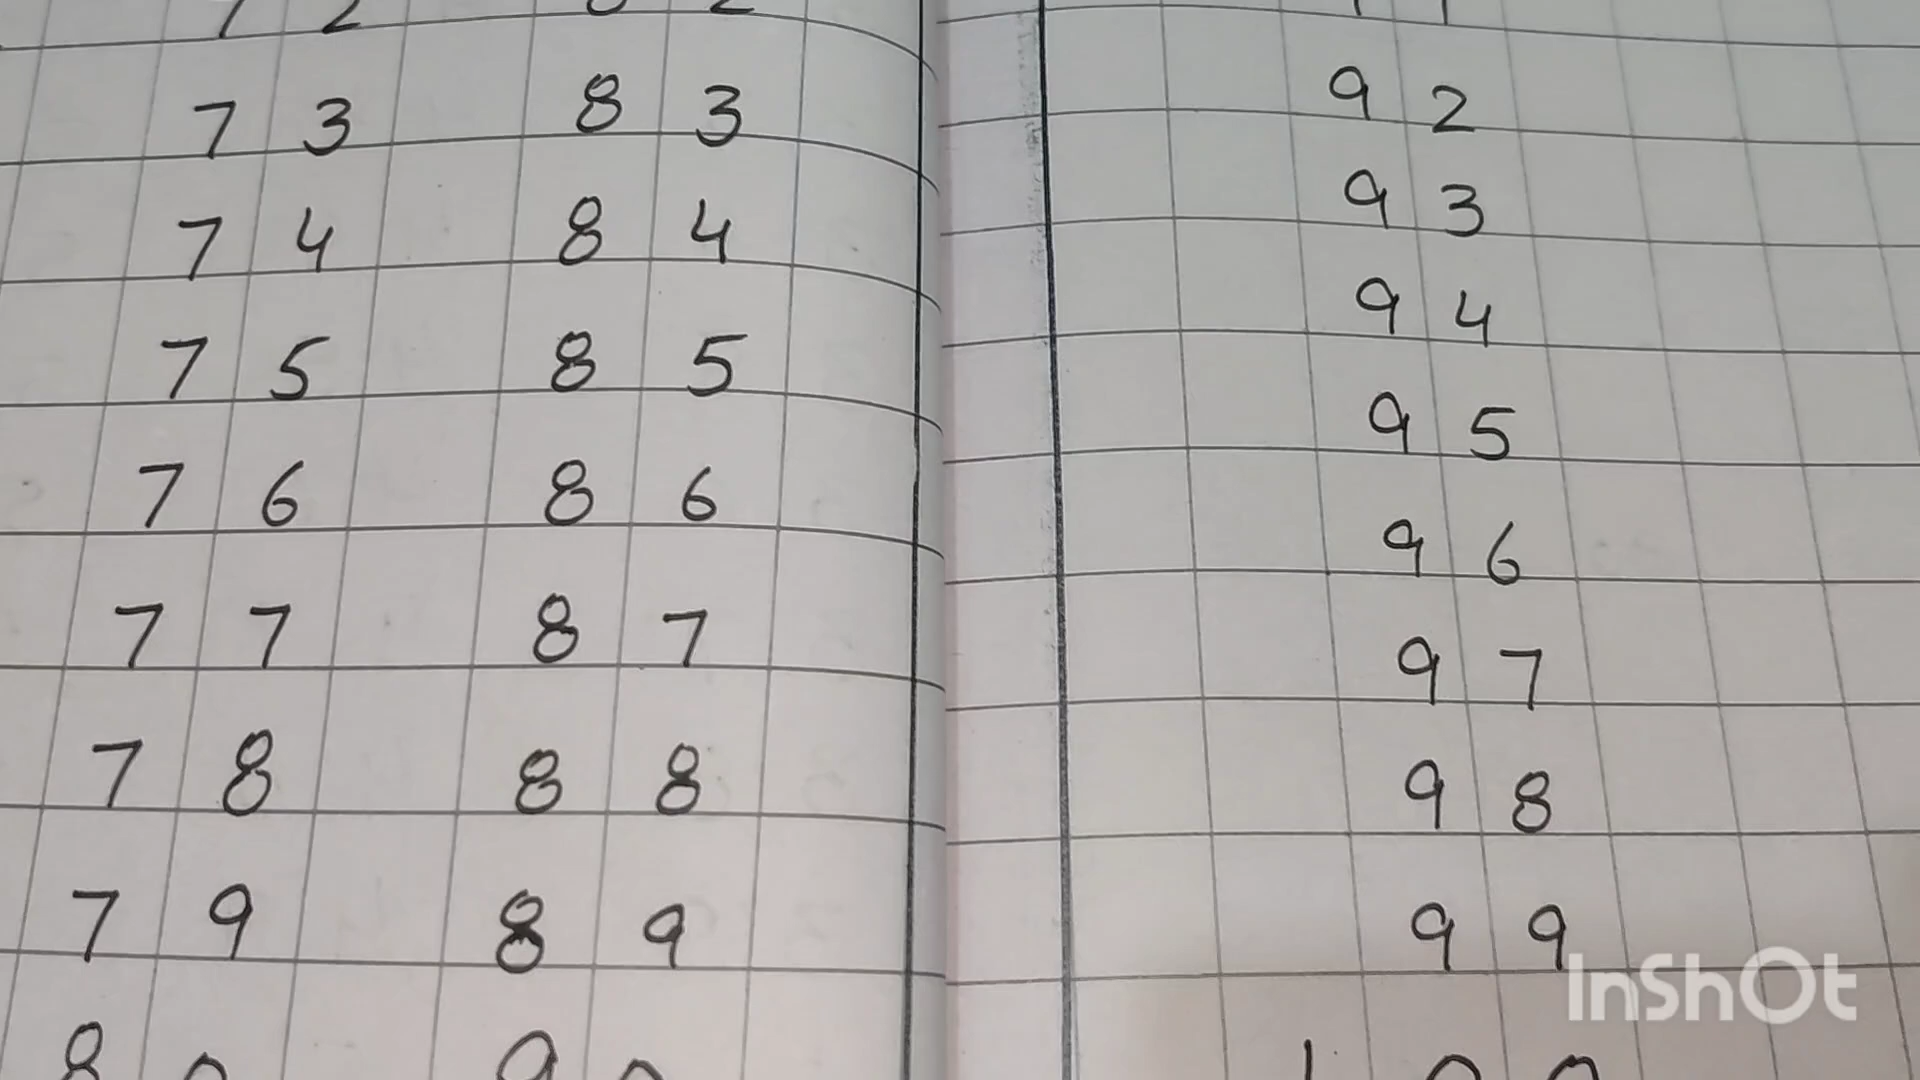 7 3 8 3
7 4 8 4
7 5 8 5
7 6 8 6
7 7 8 7
7 8 8 8
7 9 8 9
9 2
9 3
9 4
9 5
9 6
9 7
9 8
9 9
InShOt